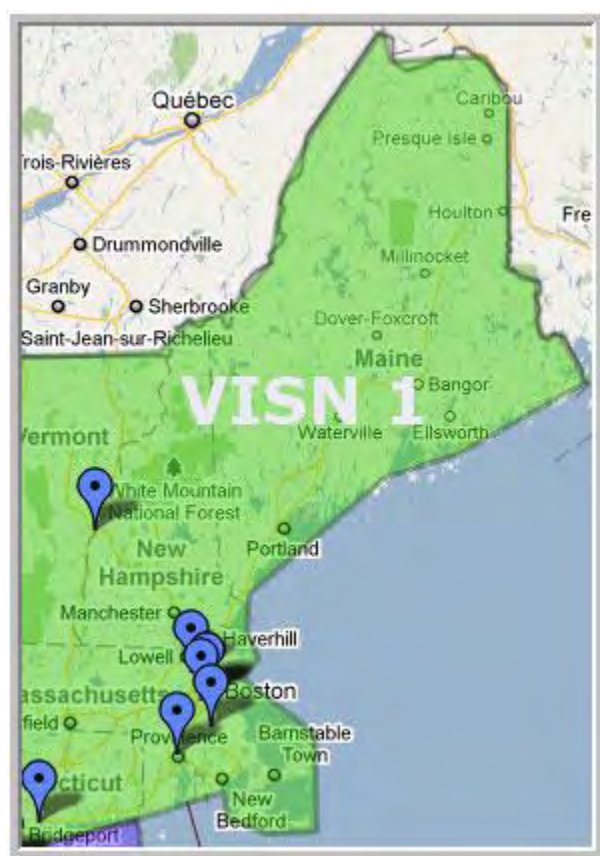 Québec
Caribou
Presque Isle
rois-Rivières
Houlton
Fre
Drummondville
Millinocket
Granby
Sherbrooke
Dover-Foxcroft
Saint-Jean-sur-Richelieu
Maine
VISN 1
Bangor
Waterville
Ellsworth
Vermont
White Mountain
National Forest
Portland
New
Hampshire
Manchester
Haverhill
Lowell
assachusetts
Boston
field
Providence
Barnstable
Town
cticut
New
Bedford
Bridgeport